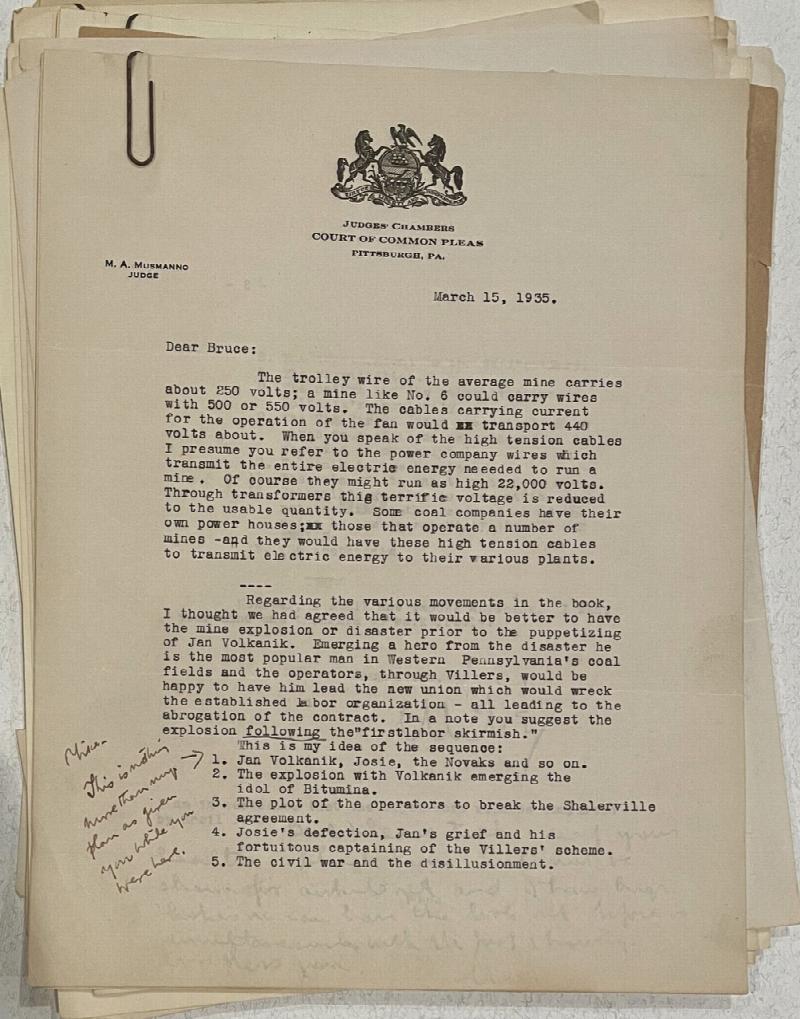 JUDGES' CHAMBERS
COURT OF COMMON PLEAS
PITTSBURGH, PA.
M. A. MUSMANNO
JUDGE
March 15, 1935.
Dear Bruce:
The trolley wire of the average mine carries
about 250 volts; a mine like No. 6 could carry wires
with 500 or 550 volts. The cables carrying current
for the operation of the fan would xx transport 440
volts about. When you speak of the high tension cables
I presume you refer to the power company wires which
transmit the entire electric energy needed to run a
mine. Of course they might run as high 22,000 volts.
Through transformers this terrific voltage is reduced
to the usable quantity. Some coal companies have their
own power houses;xx those that operate a number of
mines -and they would have these high tension cables
to transmit electric energy to their various plants.
----
Regarding the various movements in the book,
I thought we had agreed that it would be better to have
the mine explosion or disaster prior to the puppetizing
of Jan Volkanik. Emerging a hero from the disaster he
is the most popular man in Western Pennsylvania's coal
fields and the operators, through Villers, would be
happy to have him lead the new union which would wreck
the established labor organization - all leading to the
abrogation of the contract. In a note you suggest the
explosion following the"firstlabor skirmish."
This is my idea of the sequence:
1. Jan Volkanik, Josie, the Novaks and so on.
2. The explosion with Volkanik emerging the
idol of Bitumina.
3. The plot of the operators to break the Shalerville
agreement.
4. Josie's defection, Jan's grief and his
fortuitous captaining of the Villers' scheme.
5. The civil war and the disillusionment.
This is nothing
more than my
plan as given
you while you
were here.